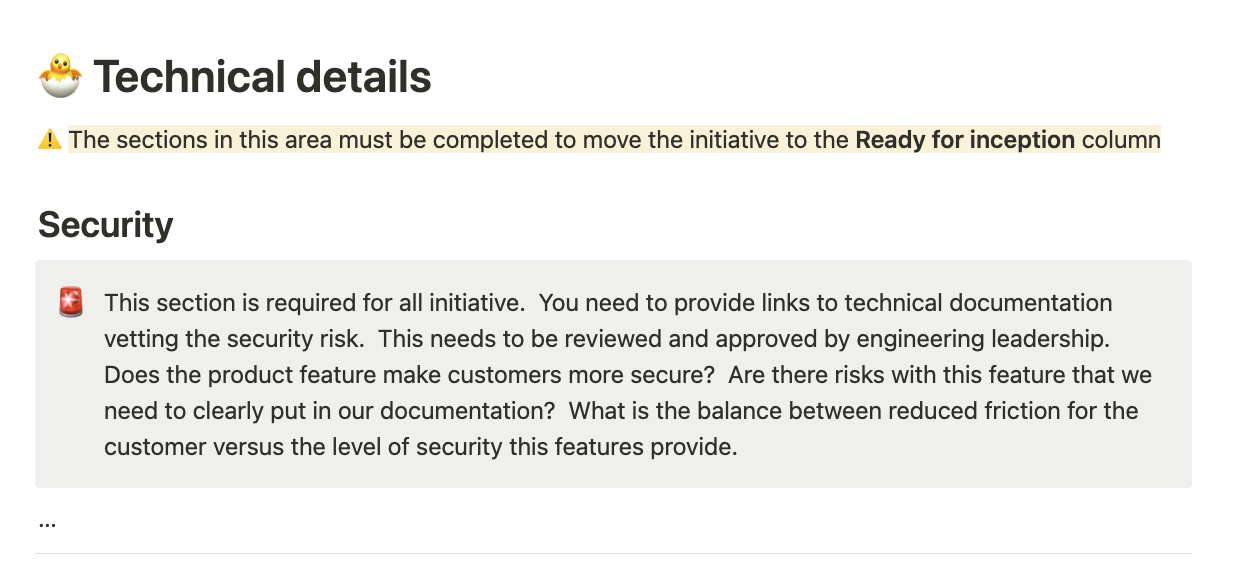 🐣 Technical details
⚠️ The sections in this area must be completed to move the initiative to the Ready for inception column
Security
🚨 This section is required for all initiative.  You need to provide links to technical documentation
vetting the security risk.  This needs to be reviewed and approved by engineering leadership.
Does the product feature make customers more secure?  Are there risks with this feature that we
need to clearly put in our documentation?  What is the balance between reduced friction for the
customer versus the level of security this features provide.
...